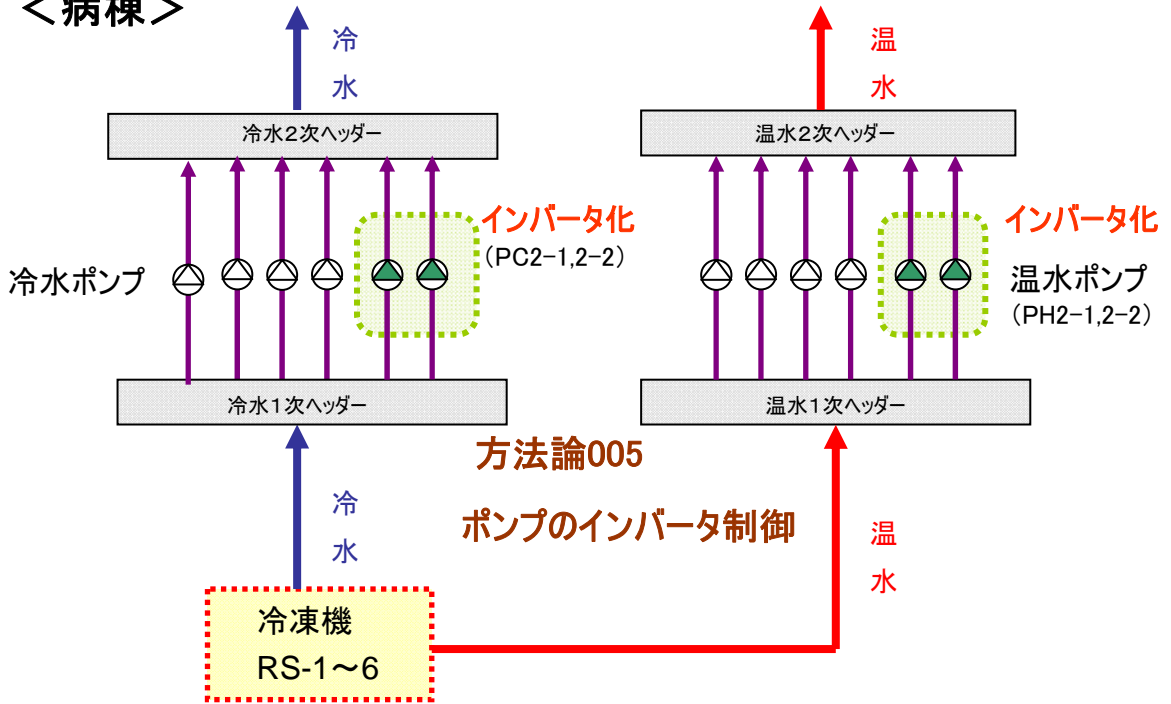 ＜病棟＞
冷
水
温
水
冷水２次ヘッダー
温水２次ヘッダー
インバータ化
(PC2-1,2-2)
インバータ化
冷水ポンプ
温水ポンプ
(PH2-1,2-2)
冷水１次ヘッダー
温水１次ヘッダー
方法論005
ポンプのインバータ制御
冷
水
温
水
冷凍機
RS-1～6